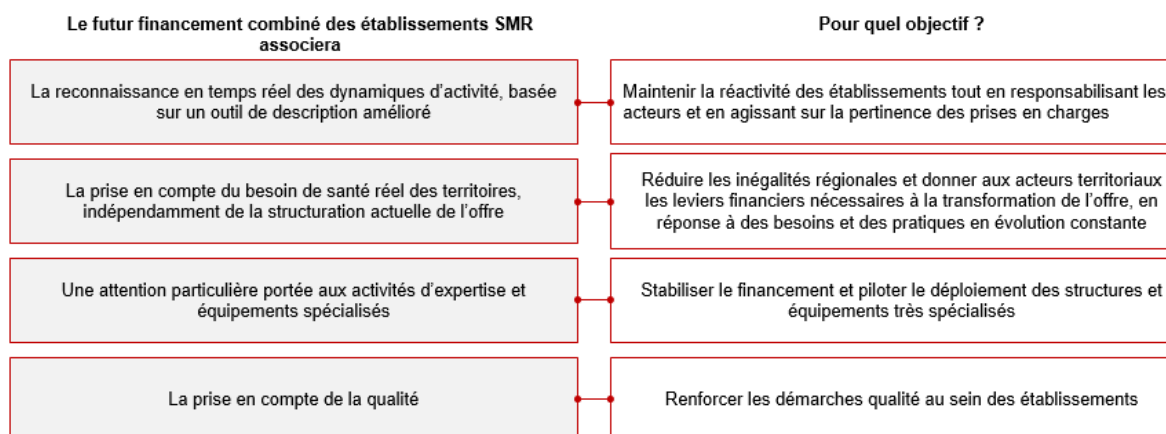 Le futur financement combiné des établissements SMR
associera
Pour quel objectif ?
La reconnaissance en temps réel des dynamiques d’activité, basée
sur un outil de description amélioré
Maintenir la réactivité des établissements tout en responsabilisant les
acteurs et en agissant sur la pertinence des prises en charges
La prise en compte du besoin de santé réel des territoires,
indépendamment de la structuration actuelle de l’offre
Réduire les inégalités régionales et donner aux acteurs territoriaux
les leviers financiers nécessaires à la transformation de l’offre, en
réponse à des besoins et des pratiques en évolution constante
Une attention particulière portée aux activités d’expertise et
équipements spécialisés
Stabiliser le financement et piloter le déploiement des structures et
équipements très spécialisés
La prise en compte de la qualité
Renforcer les démarches qualité au sein des établissements